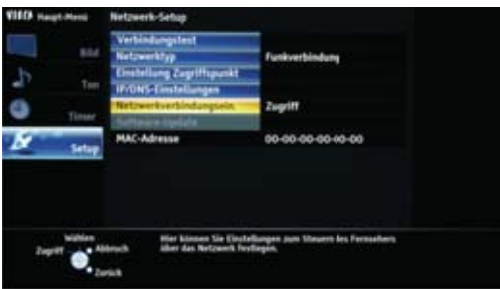 VIERA Haupt-Menü
Netzwerk-Setup
Bild
Ton
Timer
Setup
Verbindungstest
Netzwerktyp Funkverbindung
Einstellung Zugriffspunkt
IP/DNS-Einstellungen
Netzwerkverbindungsein. Zugriff
Software-Update
MAC-Adresse 00-00-00-00-00-00
Wählen
Zugriff Abbruch
Zurück
Hier können Sie Einstellungen zum Steuern des Fernsehers
über das Netzwerk festlegen.